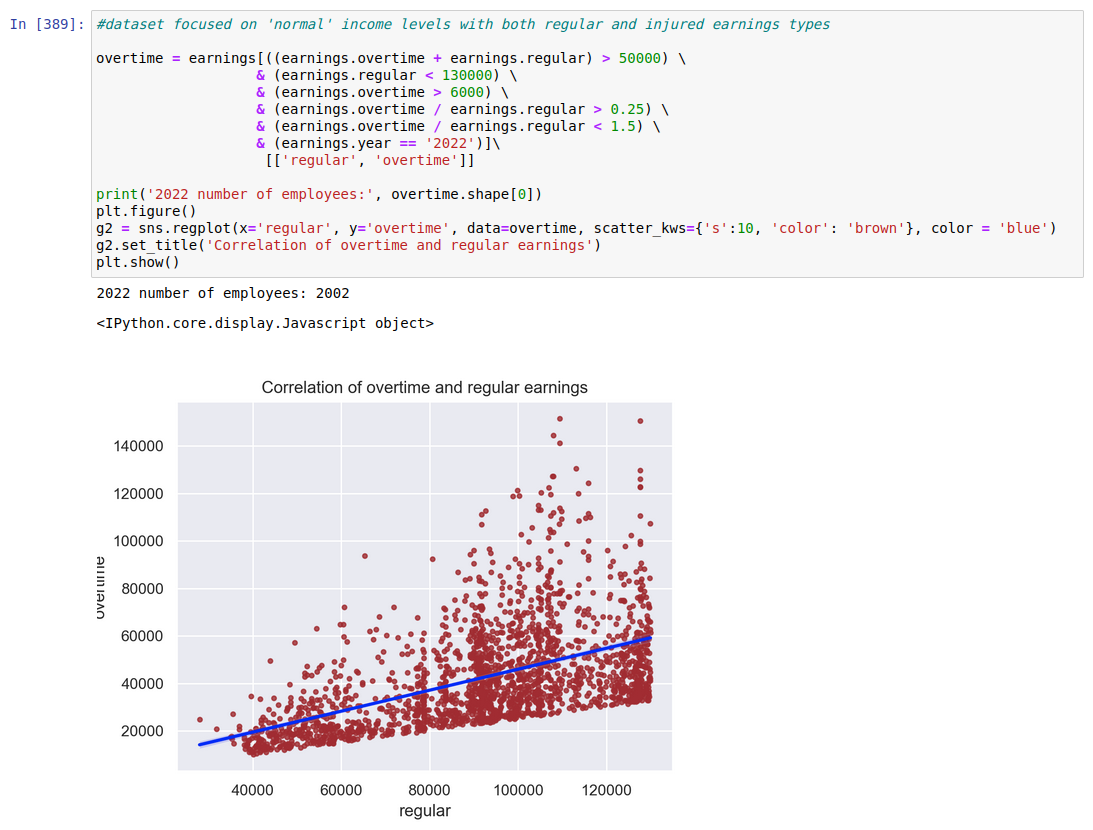 In [389]: #dataset focused on 'normal' income levels with both regular and injured earnings types
overtime = earnings[((earnings.overtime + earnings.regular) > 50000) \
& (earnings.regular < 130000) \
& (earnings.overtime > 6000) \
& (earnings.overtime / earnings.regular > 0.25) \
& (earnings.overtime / earnings.regular < 1.5) \
& (earnings.year == '2022')]\
[['regular', 'overtime']]
print('2022 number of employees:', overtime.shape[0])
plt.figure()
g2 = sns.regplot(x='regular', y='overtime', data=overtime, scatter_kws={'s':10, 'color': 'brown'}, color = 'blue')
g2.set_title('Correlation of overtime and regular earnings')
plt.show()
2022 number of employees: 2002
<IPython.core.display.Javascript object>
Correlation of overtime and regular earnings
140000
120000
100000
80000
60000
40000
20000
overtime
40000 60000 80000 100000 120000
regular